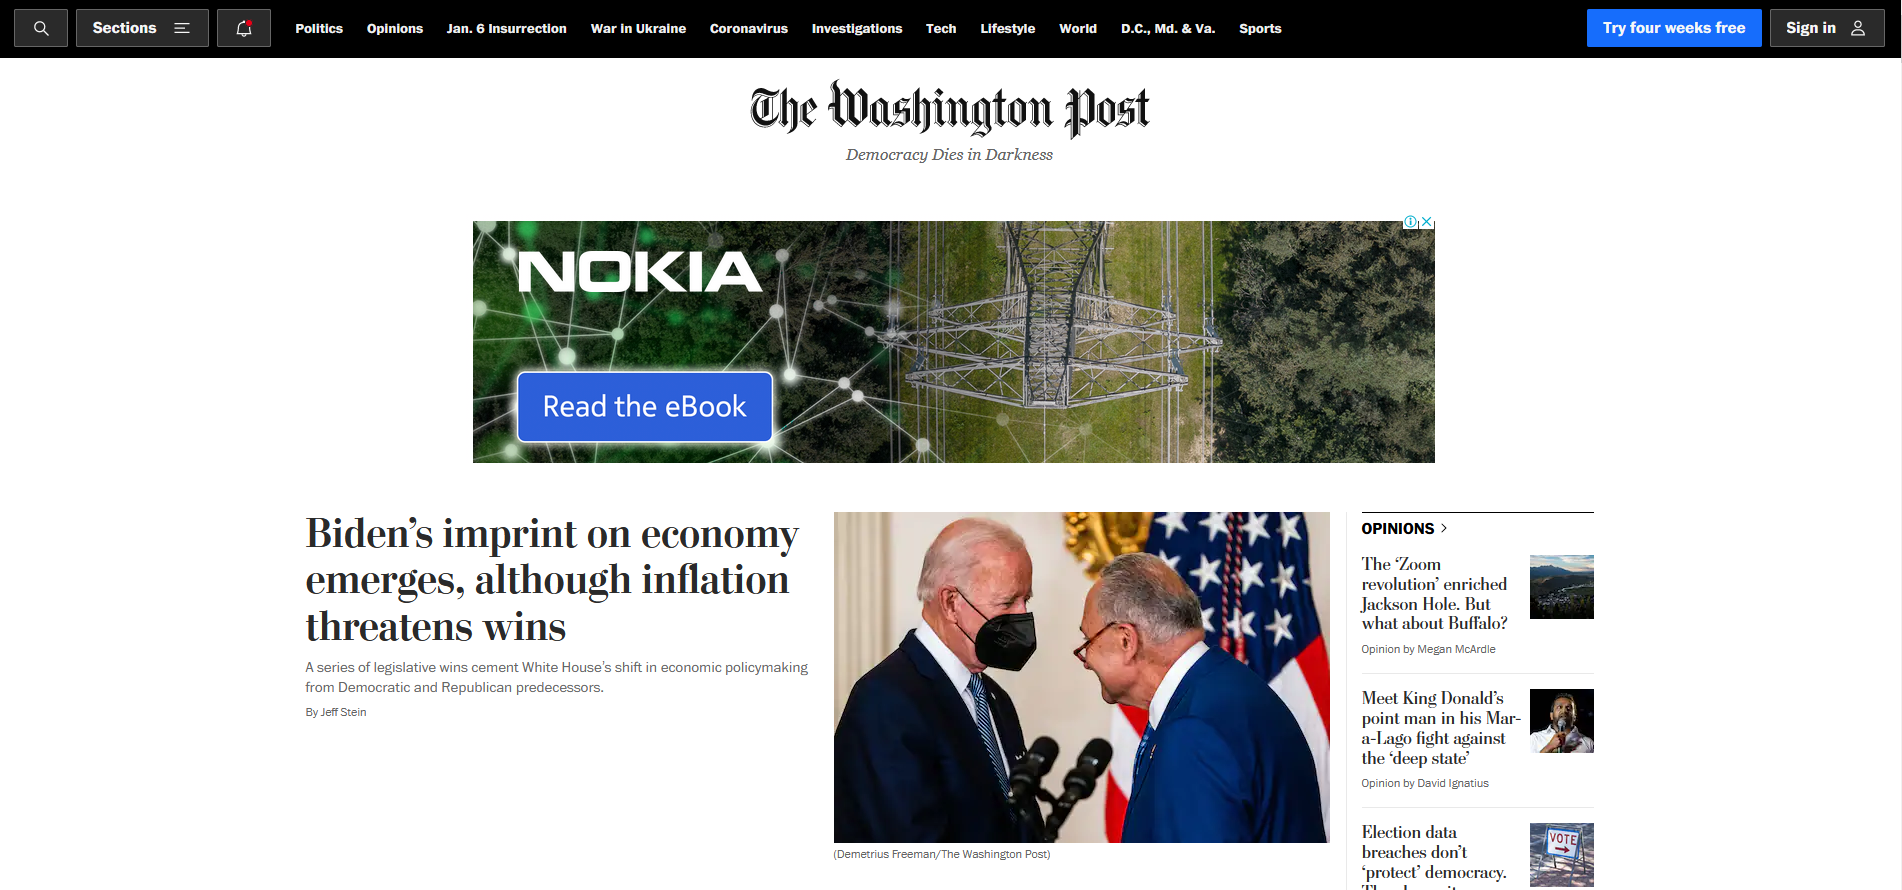 Sections
Politics Opinions Jan. 6 Insurrection War in Ukraine Coronavirus Investigations Tech Lifestyle World D.C., Md. & Va. Sports
Try four weeks free
Sign in
The Washington Post
Democracy Dies in Darkness
NOKIA
Read the eBook
Biden’s imprint on economy
emerges, although inflation
threatens wins
A series of legislative wins cement White House’s shift in economic policymaking
from Democratic and Republican predecessors.
By Jeff Stein
(Demetrius Freeman/The Washington Post)
OPINIONS
The ‘Zoom
revolution’ enriched
Jackson Hole. But
what about Buffalo?
Opinion by Megan McArdle
Meet King Donald’s
point man in his Mar-
a-Lago fight against
the ‘deep state’
Opinion by David Ignatius
Election data
breaches don’t
‘protect’ democracy.
VOTE